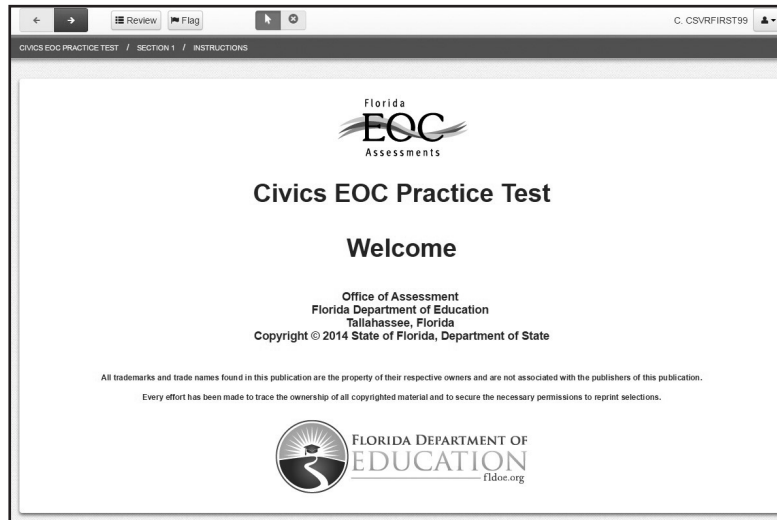 Review Flag C. CSVRFIRST99
CIVICS EOC PRACTICE TEST / SECTION 1 / INSTRUCTIONS
Florida
EOC
Assessments
Civics EOC Practice Test
Welcome
Office of Assessment
Florida Department of Education
Tallahassee, Florida
Copyright © 2014 State of Florida, Department of State
All trademarks and trade names found in this publication are the property of their respective owners and are not associated with the publishers of this publication.
Every effort has been made to trace the ownership of all copyrighted material and to secure the necessary permissions to reprint selections.
FLORIDA DEPARTMENT OF
EDUCATION
fldoe.org